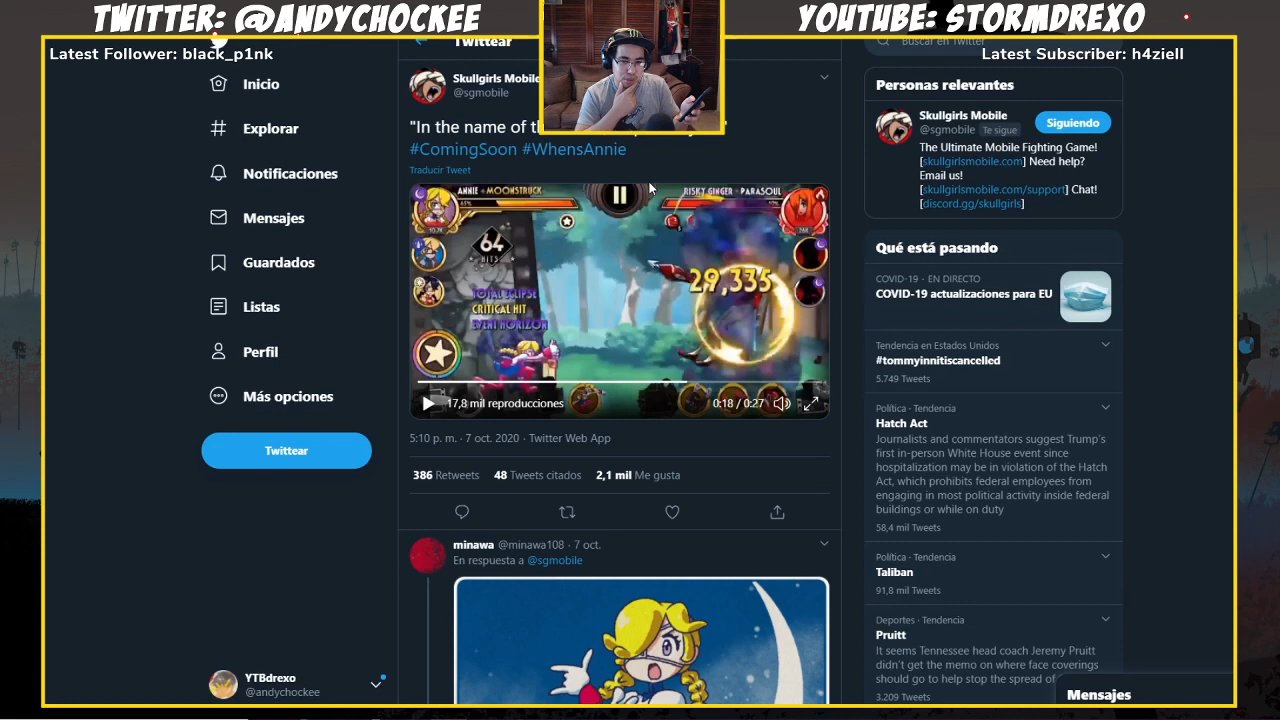 TWITTER: @ANDYCHOCKEE
YOUTUBE: STORMDREXO
Latest Follower: black_p1nk
Latest Subscriber: h4ziell
Inicio
Explorar
Notificaciones
Mensajes
Guardados
Listas
Perfil
Más opciones
Twittear
YTBdrexo
@andychockee
Twittear
Skullgirls Mobile
@sgmobile
"In the name of
#ComingSoon #WhensAnnie
Traducir Tweet
ANNIE - MOONSTRUCK
RISKY GINGER - PARASOUL
64
HITS
29,335
TOTAL ECLIPSE
CRITICAL HIT
EVENT HORIZON
17,8 mil reproducciones
0:18 / 0:27
5:10 p. m. · 7 oct. 2020 · Twitter Web App
386 Retweets 48 Tweets citados 2,1 mil Me gusta
minawa @minawa108 · 7 oct.
En respuesta a @sgmobile
Buscar en Twitter
Personas relevantes
Skullgirls Mobile
@sgmobile Te sigue
Siguiendo
The Ultimate Mobile Fighting Game!
[skullgirlsmobile.com] Need help?
Email us!
[skullgirlsmobile.com/support] Chat!
[discord.gg/skullgirls]
Qué está pasando
COVID-19 · EN DIRECTO
COVID-19 actualizaciones para EU
Tendencia en Estados Unidos
#tommyinnitiscancelled
5.749 Tweets
Política · Tendencia
Hatch Act
Journalists and commentators suggest Trump's
first in-person White House event since
hospitalization may be in violation of the Hatch
Act, which prohibits federal employees from
engaging in most political activity inside federal
buildings or while on duty
58,4 mil Tweets
Política · Tendencia
Taliban
91,8 mil Tweets
Deportes · Tendencia
Pruitt
It seems Tennessee head coach Jeremy Pruitt
didn't get the memo on where face coverings
should go to help stop the spread of
3.209 Tweets
Mensajes